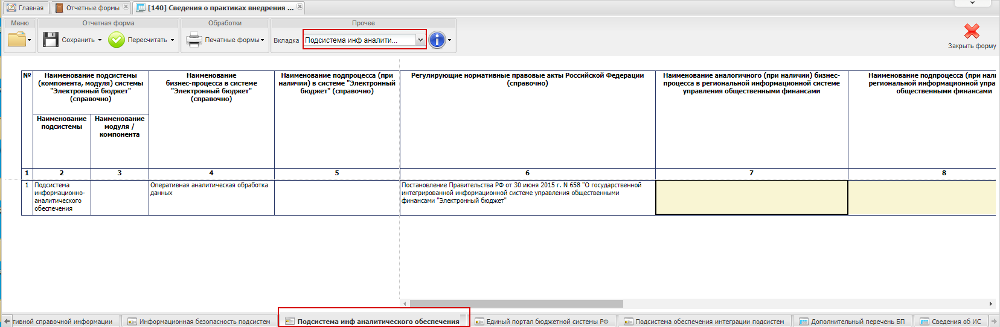 Главная
Отчетные формы
[140] Сведения о практиках внедрения ...
Меню
Отчетная форма
Обработки
Прочее
Сохранить
Пересчитать
Печатные формы
Вкладка
Подсистема инф аналити...
Закрыть форму
№
Наименование подсистемы
(компонента, модуля) системы
"Электронный бюджет"
(справочно)
Наименование
бизнес-процесса в системе
"Электронный бюджет"
(справочно)
Наименование подпроцесса (при
наличии) в системе "Электронный
бюджет" (справочно)
Регулирующие нормативные правовые акты Российской Федерации
(справочно)
Наименование аналогичного (при наличии) бизнес-
процесса в региональной информационной системе
управления общественными финансами
Наименование подпроцесса (при нали
региональной информационной упра
общественными финансами
Наименование
подсистемы
Наименование
модуля /
компонента
1 2 3 4 5 6 7 8
1
Подсистема
информационно-
аналитического
обеспечения
Оперативная аналитическая обработка
данных
Постановление Правительства РФ от 30 июня 2015 г. N 658 "О государственной
интегрированной информационной системе управления общественными
финансами "Электронный бюджет"
тивной справочной информации
Информационная безопасность подсистем
Подсистема инф аналитического обеспечения
Единый портал бюджетной системы РФ
Подсистема обеспечения интеграции подсистем
Дополнительный перечень БП
Сведения об ИС